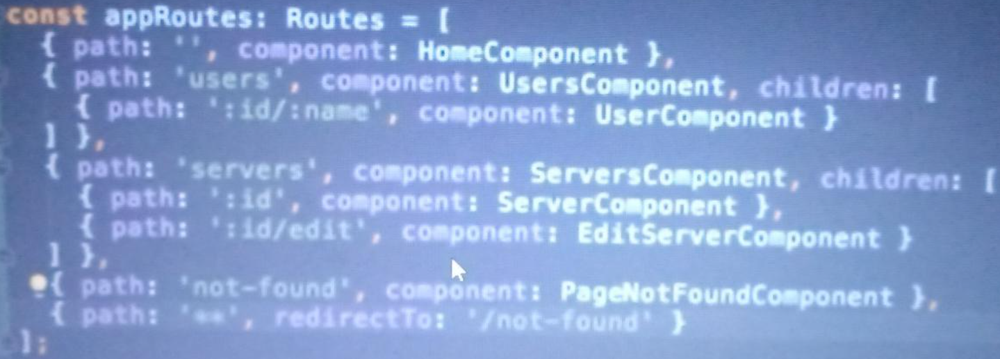 const appRoutes: Routes = [
{ path: '', component: HomeComponent },
{ path: 'users', component: UsersComponent, children: [
{ path: ':id/:name', component: UserComponent }
] },
{ path: 'servers', component: ServersComponent, children: [
{ path: ':id', component: ServerComponent },
{ path: ':id/edit', component: EditServerComponent }
] },
{ path: 'not-found', component: PageNotFoundComponent },
{ path: '**', redirectTo: '/not-found' }
];